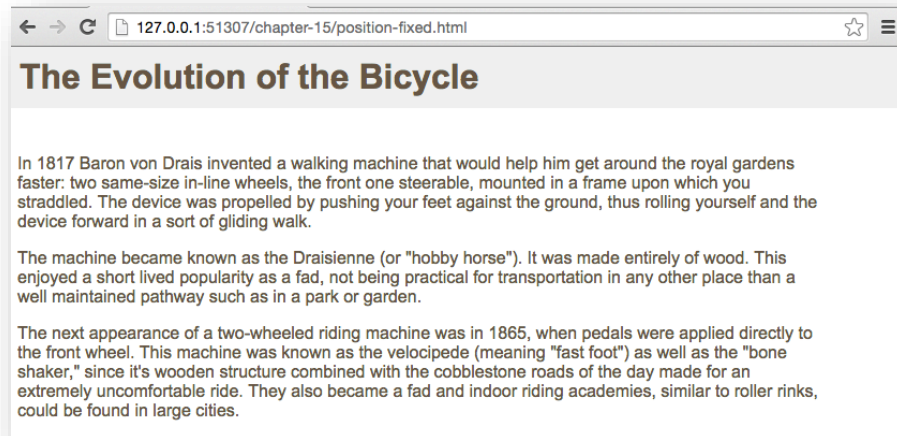 127.0.0.1:51307/chapter-15/position-fixed.html
The Evolution of the Bicycle
In 1817 Baron von Drais invented a walking machine that would help him get around the royal gardens
faster: two same-size in-line wheels, the front one steerable, mounted in a frame upon which you
straddled. The device was propelled by pushing your feet against the ground, thus rolling yourself and the
device forward in a sort of gliding walk.
The machine became known as the Draisienne (or "hobby horse"). It was made entirely of wood. This
enjoyed a short lived popularity as a fad, not being practical for transportation in any other place than a
well maintained pathway such as in a park or garden.
The next appearance of a two-wheeled riding machine was in 1865, when pedals were applied directly to
the front wheel. This machine was known as the velocipede (meaning "fast foot") as well as the "bone
shaker," since it's wooden structure combined with the cobblestone roads of the day made for an
extremely uncomfortable ride. They also became a fad and indoor riding academies, similar to roller rinks,
could be found in large cities.